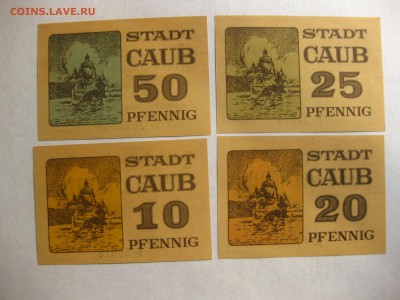 COINS.LAVE.RU
STADT
CAUB
50
PFENNIG
STADT
CAUB
25
PFENNIG
STADT
CAUB
10
PFENNIG
STADT
CAUB
20
PFENNIG